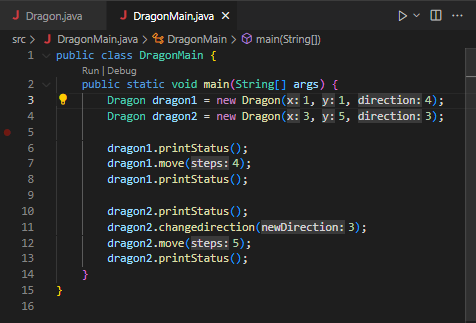 J Dragon.java J DragonMain.java ×
src > J DragonMain.java > DragonMain > main(String[])
1 public class DragonMain {
Run | Debug
2 public static void main(String[] args) {
3 Dragon dragon1 = new Dragon(x:1, y:1, direction:4);
4 Dragon dragon2 = new Dragon(x:3, y:5, direction:3);
5
6 dragon1.printStatus();
7 dragon1.move(steps:4);
8 dragon1.printStatus();
9
10 dragon2.printStatus();
11 dragon2.changedirection(newDirection:3);
12 dragon2.move(steps:5);
13 dragon2.printStatus();
14 }
15 }
16